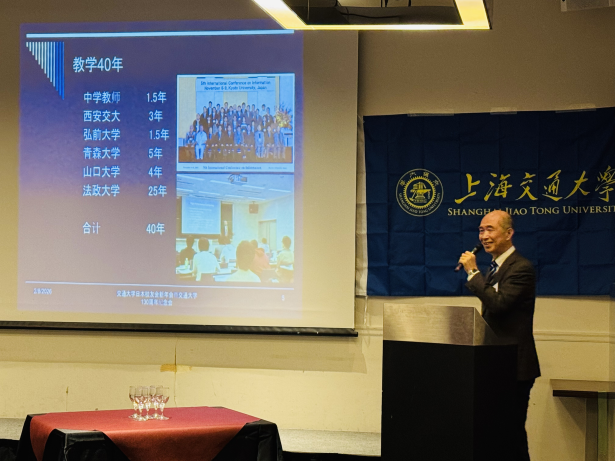 教学40年
中学教师 1.5年
西安交大 3年
弘前大学 1.5年
青森大学 5年
山口大学 4年
法政大学 25年
合计 40年
上海交通大学
SHANGHAI JIAO TONG UNIVERSITY